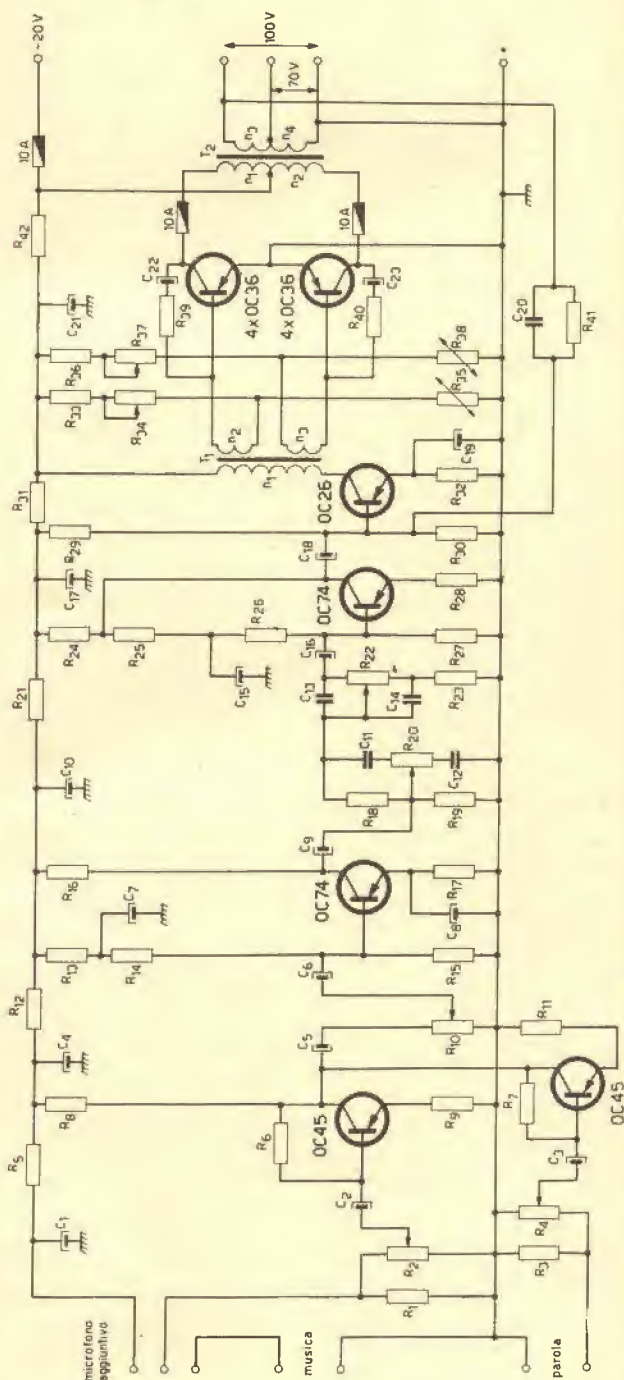 microfono
aggiuntivo
musica
parola
R1
R2
R3
R4
C1
R5
C2
R6
C3
R7
R8
OC45
R9
OC45
C4
C5
R10
R11
R12
C6
R13
R14
C7
R15
R16
OC74
C8
R17
C9
C10
R18
R19
C11
R20
C12
R21
C13
R22
C14
R23
C15
C16
R24
R25
R26
R27
C17
OC74
R28
R29
C18
R30
R31
OC26
R32
C19
T1
n1
n2
n3
R33
R34
R35
R36
R37
R38
C21
C22
R39
4xOC36
4xOC36
R40
C23
R42
10A
10A
10A
T2
n1
n2
n3
n4
C20
R41
-20V
100V
70V
+